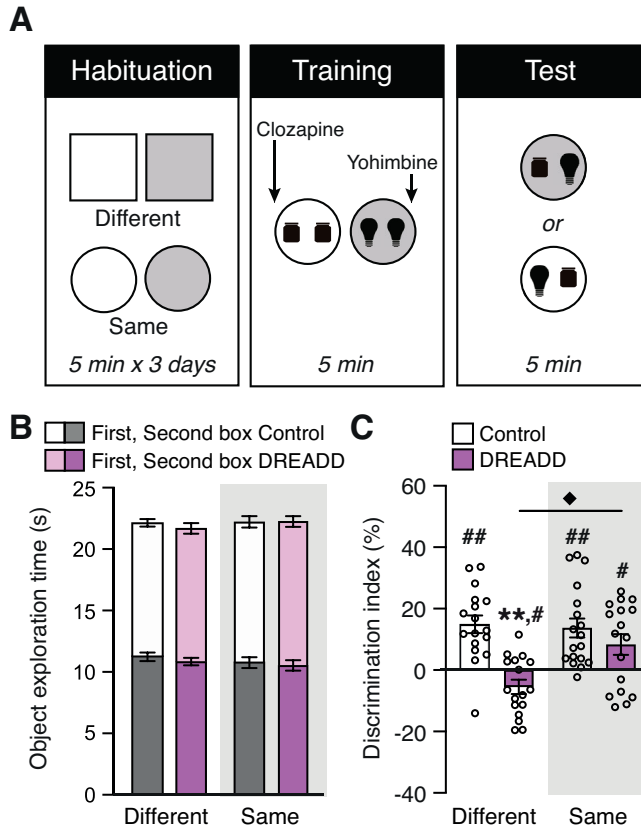 A
Habituation
Training
Test
Different
Same
5 min x 3 days
Clozapine
Yohimbine
5 min
or
5 min
B
First, Second box Control
First, Second box DREADD
Object exploration time (s)
25
20
15
10
5
0
Different
Same
C
Control
DREADD
Discrimination index (%)
60
40
20
0
-20
-40
◆
##
**,#
##
#
Different
Same